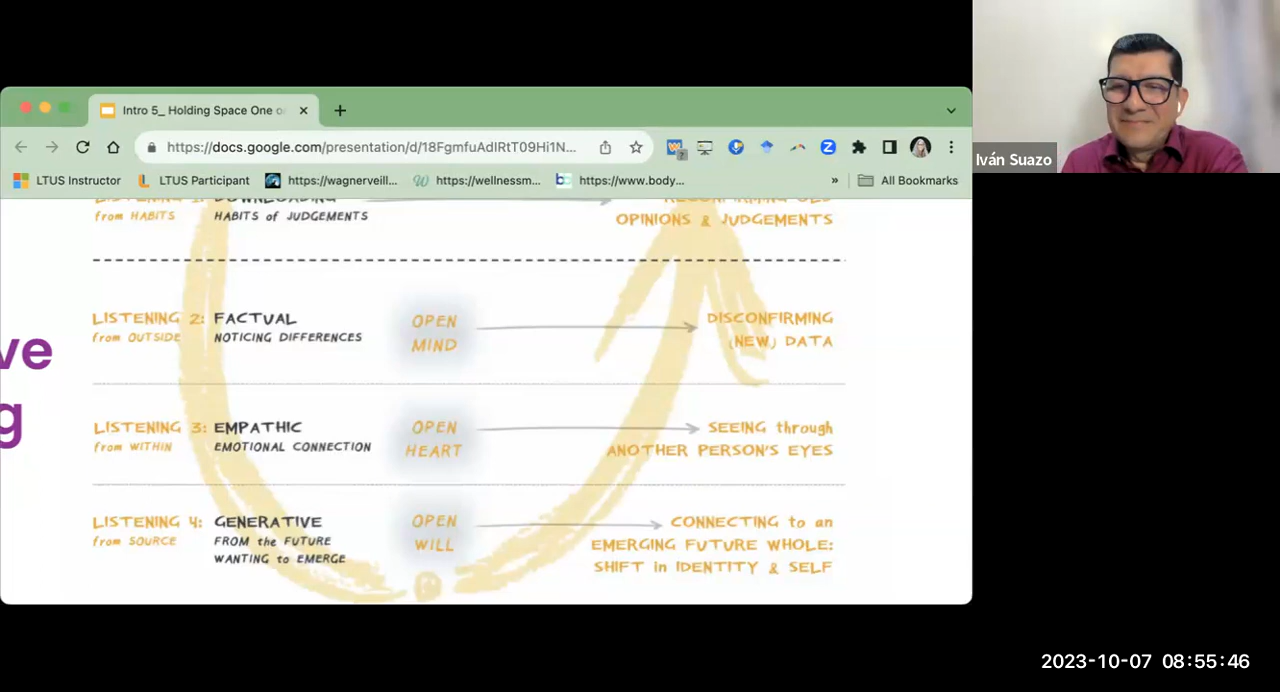 Intro 5_ Holding Space One o
https://docs.google.com/presentation/d/18FgmfuAdIRtT09Hi1N...
LTUS Instructor
LTUS Participant
https://wagnerveill...
https://wellnessm...
https://www.body...
»
All Bookmarks
Iván Suazo
from HABITS
HABITS of JUDGEMENTS
OPINIONS & JUDGEMENTS
ve
g
LISTENING 2: FACTUAL
from OUTSIDE
NOTICING DIFFERENCES
OPEN
MIND
DISCONFIRMING
(NEW) DATA
LISTENING 3: EMPATHIC
from WITHIN
EMOTIONAL CONNECTION
OPEN
HEART
SEEING through
ANOTHER PERSON'S EYES
LISTENING 4: GENERATIVE
from SOURCE
FROM the FUTURE
WANTING to EMERGE
OPEN
WILL
CONNECTING to an
EMERGING FUTURE WHOLE:
SHIFT in IDENTITY & SELF
2023-10-07 08:55:46